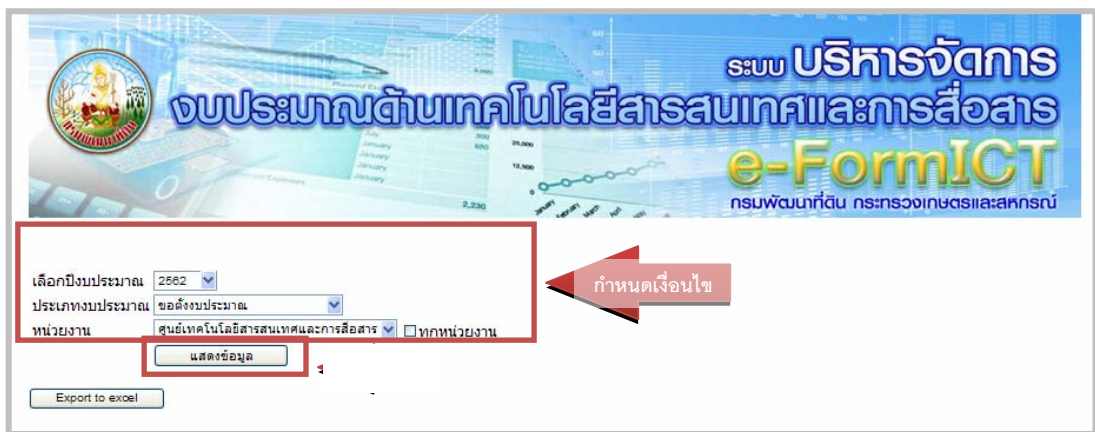 ระบบ บริหารจัดการ
งบประมาณด้านเทคโนโลยีสารสนเทศและการสื่อสาร
e-FormICT
กรมพัฒนาที่ดิน กระทรวงเกษตรและสหกรณ์
เลือกปีงบประมาณ 2562
กำหนดเงื่อนไข
ประเภทงบประมาณ ขอตั้งงบประมาณ
หน่วยงาน ศูนย์เทคโนโลยีสารสนเทศและการสื่อสาร ทุกหน่วยงาน
แสดงข้อมูล
Export to excel